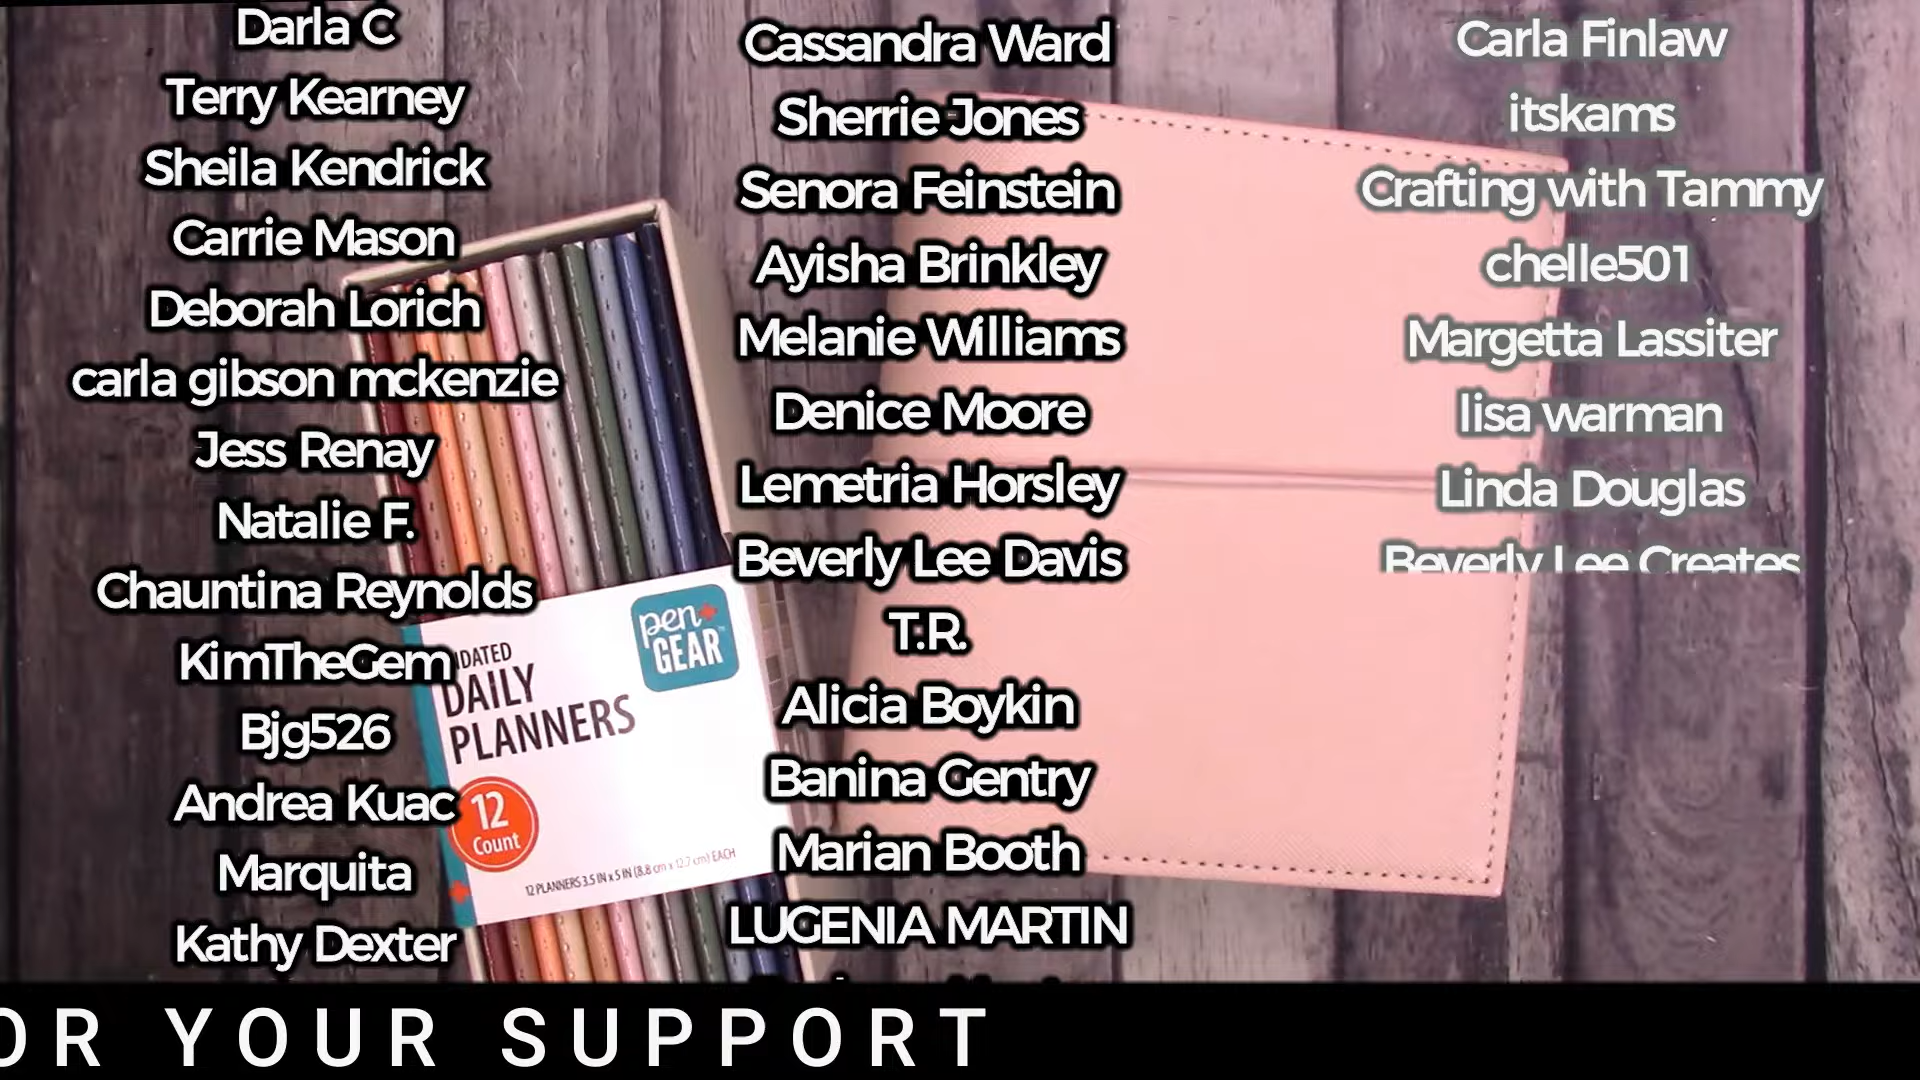 Darla C
Terry Kearney
Sheila Kendrick
Carrie Mason
Deborah Lorich
carla gibson mckenzie
Jess Renay
Natalie F.
Chauntina Reynolds
KimTheGem
Bjg526
Andrea Kuac
Marquita
Kathy Dexter
Cassandra Ward
Sherrie Jones
Senora Feinstein
Ayisha Brinkley
Melanie Williams
Denice Moore
Lemetria Horsley
Beverly Lee Davis
T.R.
Alicia Boykin
Banina Gentry
Marian Booth
LUGENIA MARTIN
Carla Finlaw
itskams
Crafting with Tammy
chelle501
Margetta Lassiter
lisa warman
Linda Douglas
Beverly Lee Creates
pen+
GEAR
DATED
DAILY
PLANNERS
12
Count
12 PLANNERS 3.5 IN x 5 IN (8.8 cm x 12.7 cm) EACH
OR YOUR SUPPORT